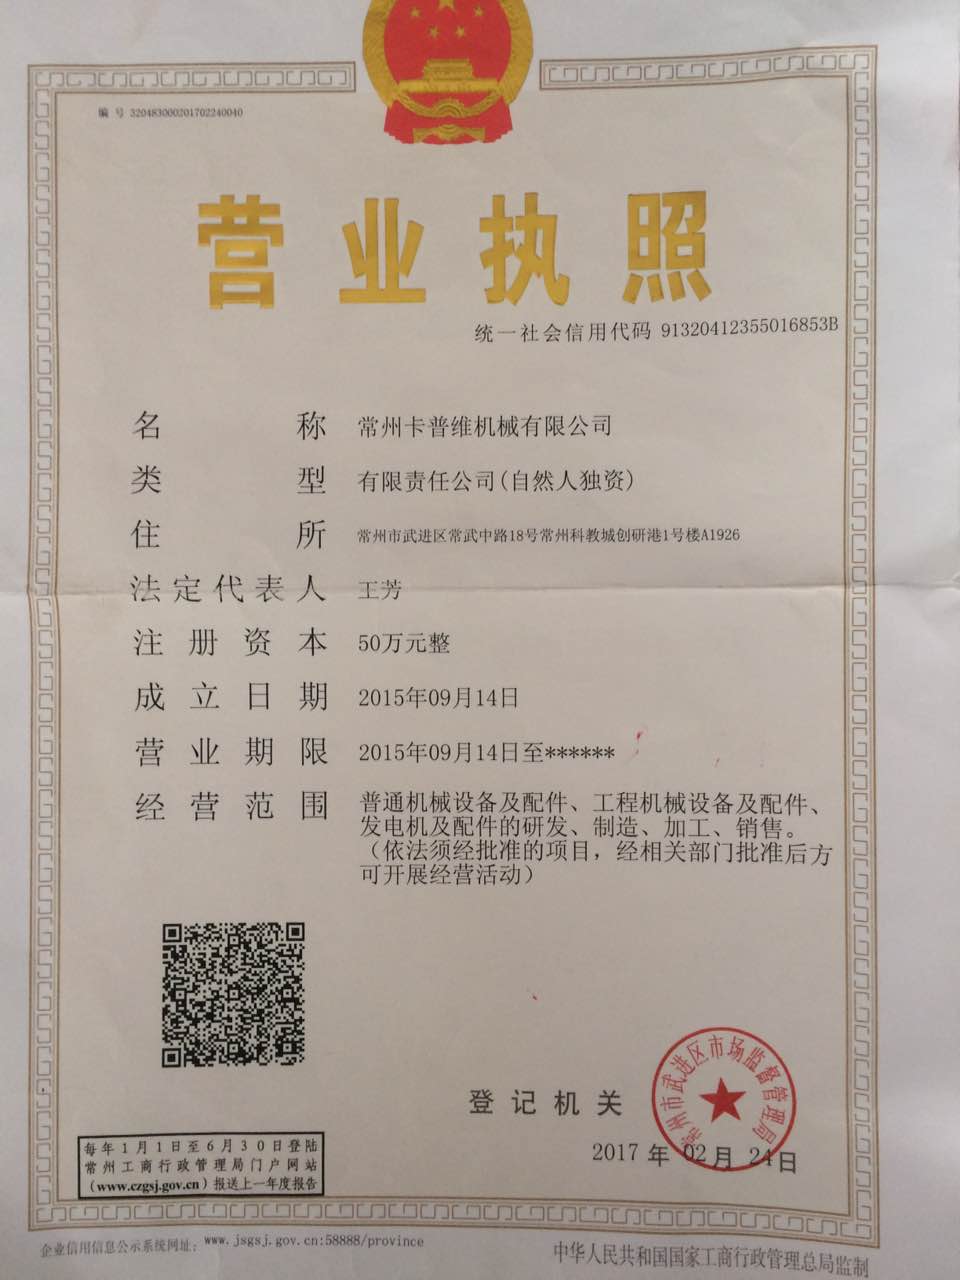 编 号 320483000201702240040
营业执照
统一社会信用代码 91320412355016853B
名 称 常州卡普维机械有限公司
类 型 有限责任公司(自然人独资)
住 所 常州市武进区常武中路18号常州科教城创研港1号楼A1926
法定代表人 王芳
注册资本 50万元整
成立日期 2015年09月14日
营业期限 2015年09月14日至******
经营范围 普通机械设备及配件、工程机械设备及配件、
发电机及配件的研发、制造、加工、销售。
（依法须经批准的项目，经相关部门批准后方
可开展经营活动）
登记机关
常州市武进区市场监督管理局
2017 年 02 月 24 日
每年1月1日至6月30日登陆
常州工商行政管理局门户网站
（www.czgsj.gov.cn）报送上一年度报告
企业信用信息公示系统网址：www.jsgsj.gov.cn:58888/province
中华人民共和国国家工商行政管理总局监制